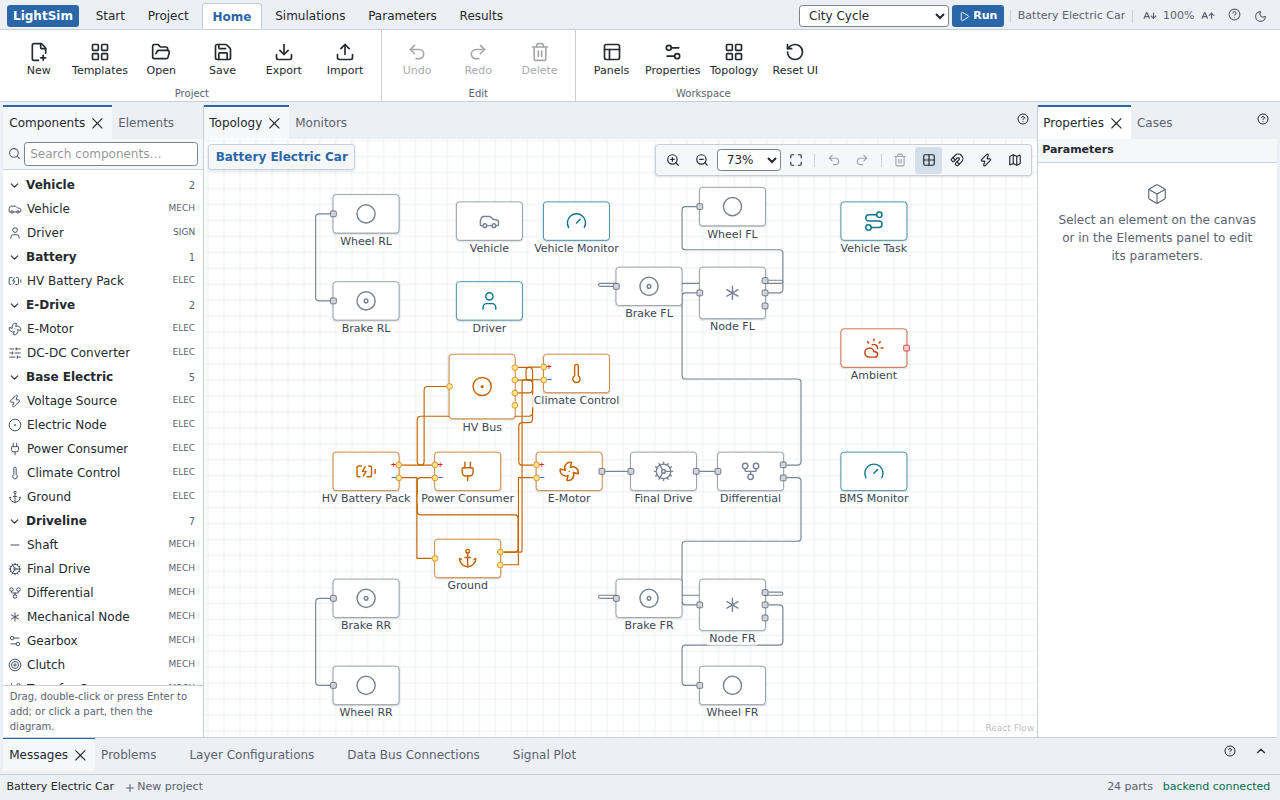 LightSim Start Project Home Simulations Parameters Results City Cycle Run Battery Electric Car 100%
New Templates Open Save Export Import Undo Redo Delete Panels Properties Topology Reset UI
Project Edit Workspace
Components Elements
Search components…
Vehicle 2
Vehicle MECH
Driver SIGN
Battery 1
HV Battery Pack ELEC
E-Drive 2
E-Motor ELEC
DC-DC Converter ELEC
Base Electric 5
Voltage Source ELEC
Electric Node ELEC
Power Consumer ELEC
Climate Control ELEC
Ground ELEC
Driveline 7
Shaft MECH
Final Drive MECH
Differential MECH
Mechanical Node MECH
Gearbox MECH
Clutch MECH
Drag, double-click or press Enter to
add; or click a part, then the
diagram.
Topology Monitors
Battery Electric Car 73%
Wheel RL Vehicle Vehicle Monitor Wheel FL Vehicle Task
Brake RL Driver Brake FL Node FL
Ambient
HV Bus Climate Control
HV Battery Pack Power Consumer E-Motor Final Drive Differential BMS Monitor
Ground
Brake RR Brake FR Node FR
Wheel RR Wheel FR
React Flow
Properties Cases
Parameters
Select an element on the canvas
or in the Elements panel to edit
its parameters.
Messages Problems Layer Configurations Data Bus Connections Signal Plot
Battery Electric Car New project 24 parts backend connected